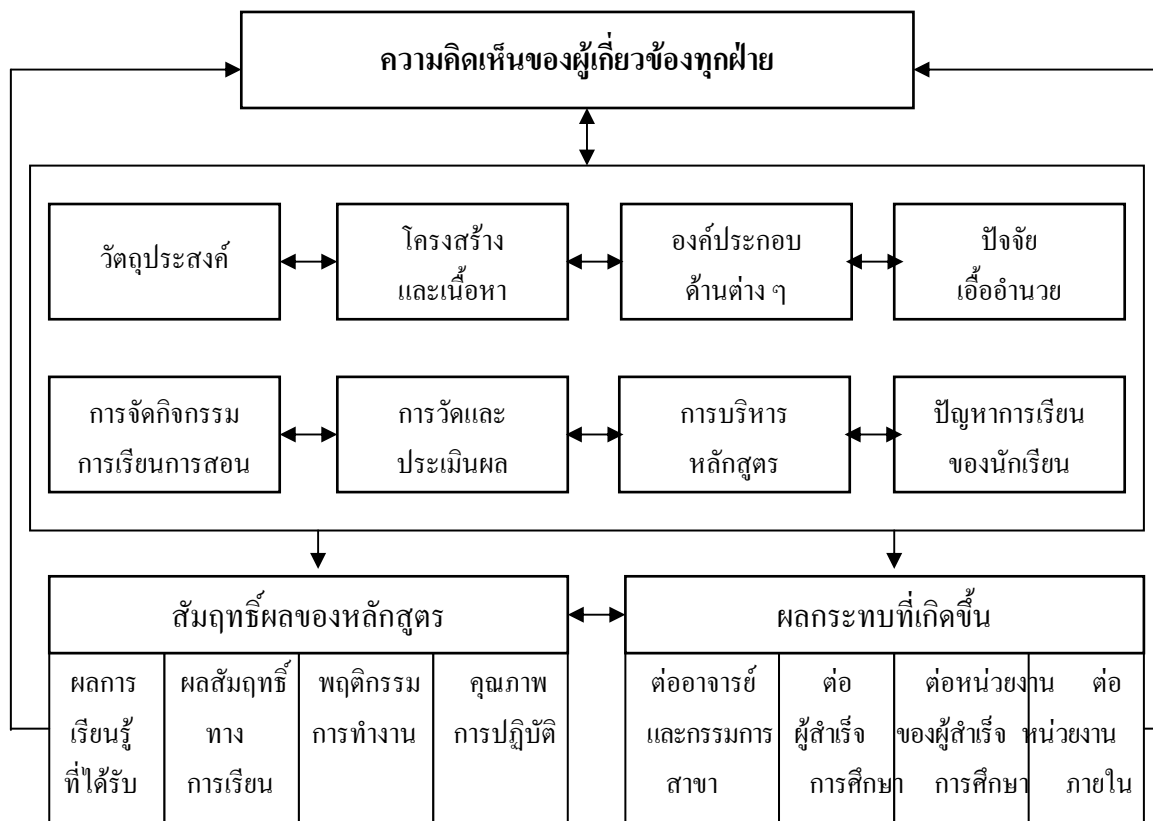 ความคิดเห็นของผู้เกี่ยวข้องทุกฝ่าย
วัตถุประสงค์
โครงสร้าง
และเนื้อหา
องค์ประกอบ
ด้านต่าง ๆ
ปัจจัย
เอื้ออำนวย
การจัดกิจกรรม
การเรียนการสอน
การวัดและ
ประเมินผล
การบริหาร
หลักสูตร
ปัญหาการเรียน
ของนักเรียน
สัมฤทธิ์ผลของหลักสูตร
ผลการ
เรียนรู้
ที่ได้รับ
ผลสัมฤทธิ์
ทาง
การเรียน
พฤติกรรม
การทำงาน
คุณภาพ
การปฏิบัติ
ผลกระทบที่เกิดขึ้น
ต่ออาจารย์
และกรรมการ
สาขา
ต่อ
ผู้สำเร็จ
การศึกษา
ต่อหน่วยงาน
ของผู้สำเร็จ
การศึกษา
ต่อ
หน่วยงาน
ภายใน